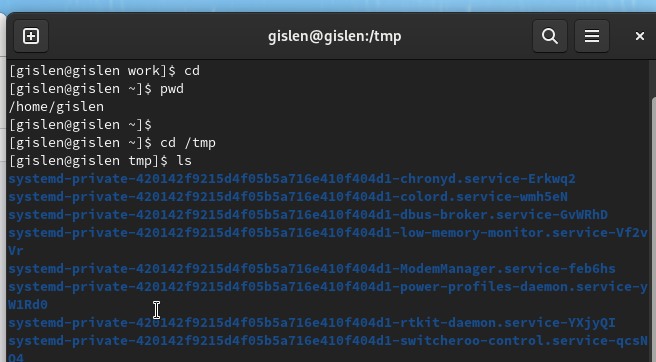 gislen@gislen:/tmp
[gislen@gislen work]$ cd
[gislen@gislen ~]$ pwd
/home/gislen
[gislen@gislen ~]$
[gislen@gislen ~]$ cd /tmp
[gislen@gislen tmp]$ ls
systemd-private-420142f9215d4f05b5a716e410f404d1-chronyd.service-Erkwq2
systemd-private-420142f9215d4f05b5a716e410f404d1-colord.service-wmh5eN
systemd-private-420142f9215d4f05b5a716e410f404d1-dbus-broker.service-GvWRhD
systemd-private-420142f9215d4f05b5a716e410f404d1-low-memory-monitor.service-Vf2v
Vr
systemd-private-420142f9215d4f05b5a716e410f404d1-ModemManager.service-feb6hs
systemd-private-420142f9215d4f05b5a716e410f404d1-power-profiles-daemon.service-y
W1Rd0
systemd-private-420142f9215d4f05b5a716e410f404d1-rtkit-daemon.service-YXjyQI
systemd-private-420142f9215d4f05b5a716e410f404d1-switcheroo-control.service-qcsN